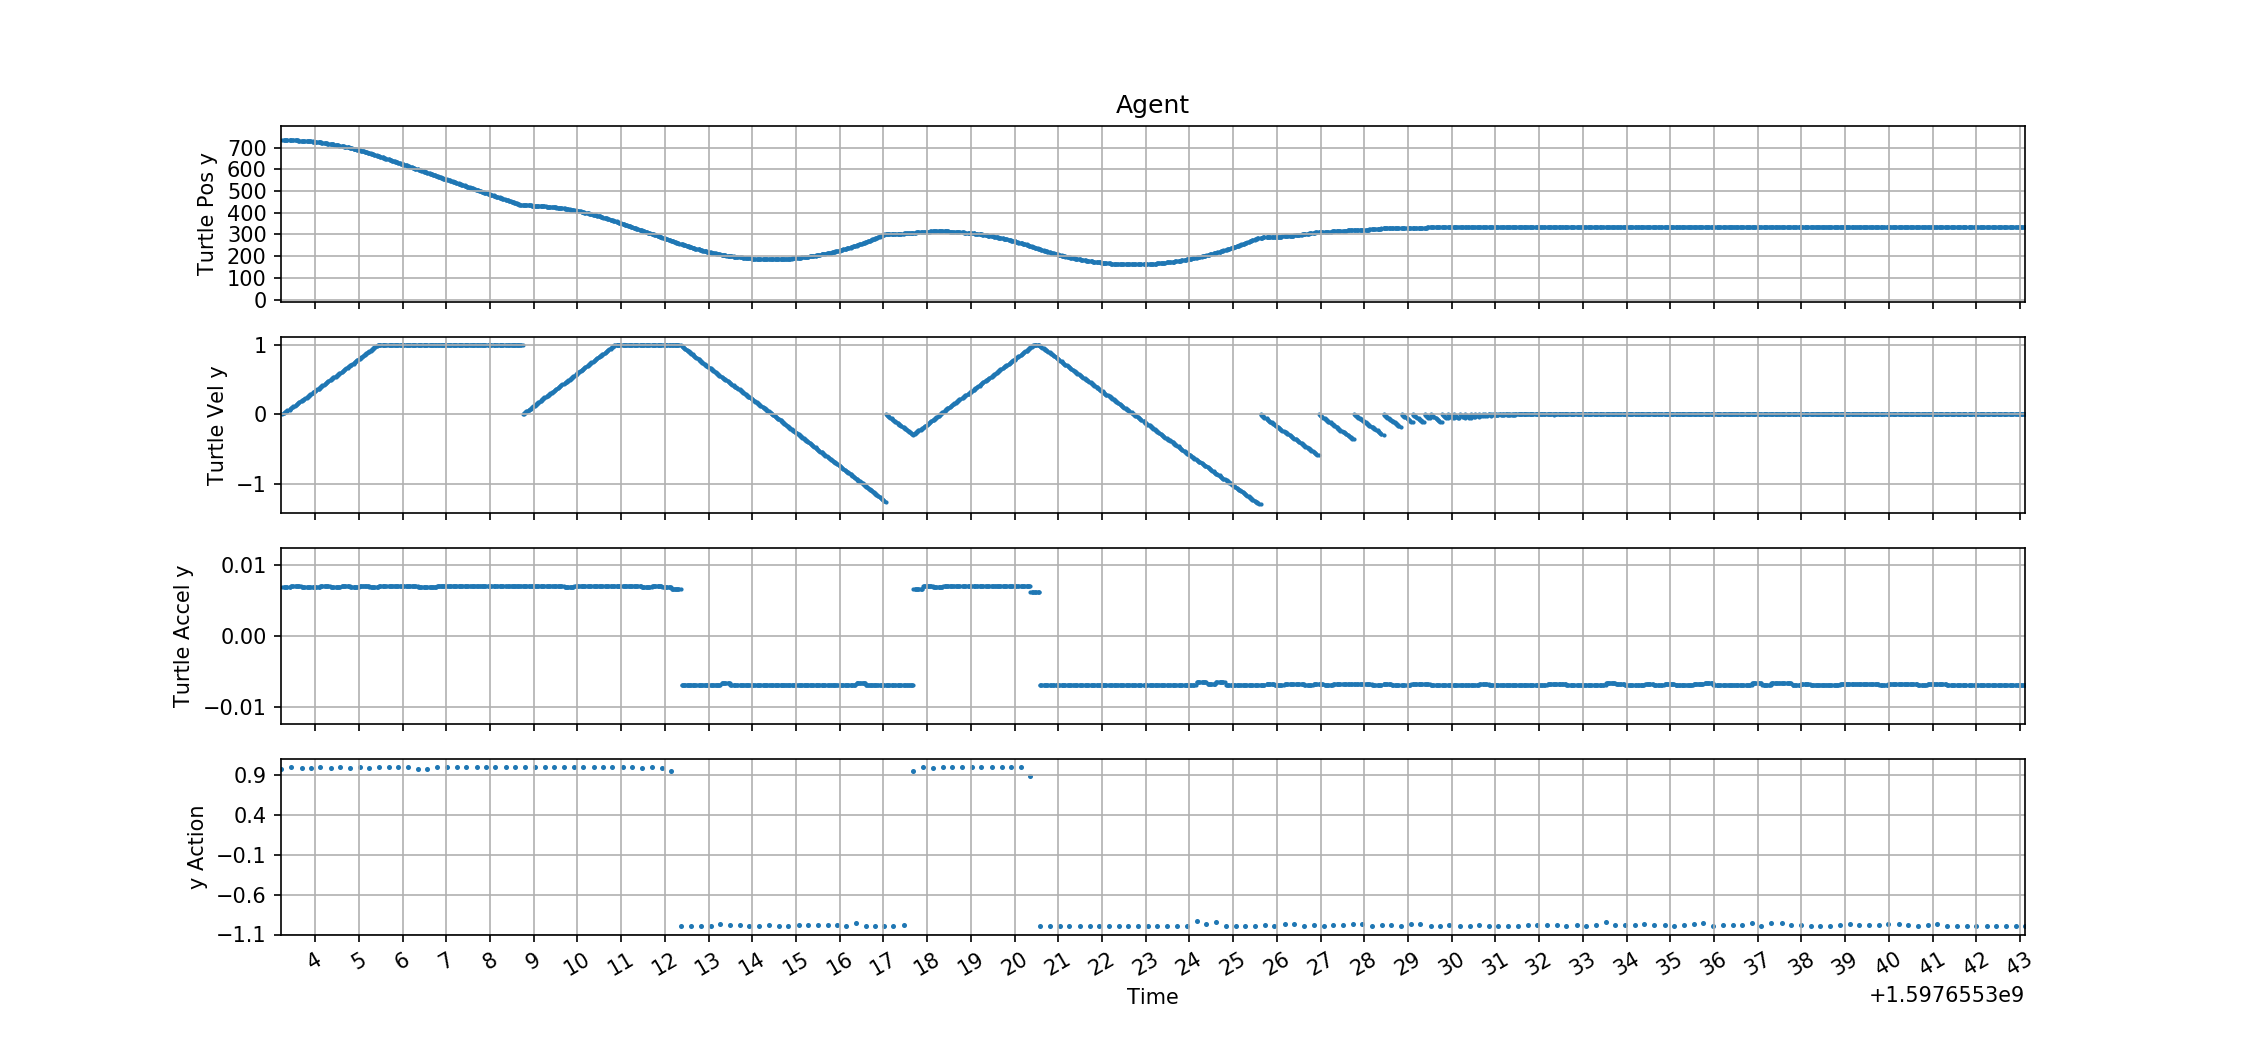 Agent
Turtle Pos y
700
600
500
400
300
200
100
0
Turtle Vel y
1
0
−1
Turtle Accel y
0.01
0.00
−0.01
y Action
0.9
0.4
−0.1
−0.6
−1.1
4 5 6 7 8 9 10 11 12 13 14 15 16 17 18 19 20 21 22 23 24 25 26 27 28 29 30 31 32 33 34 35 36 37 38 39 40 41 42 43
Time
+1.5976553e9